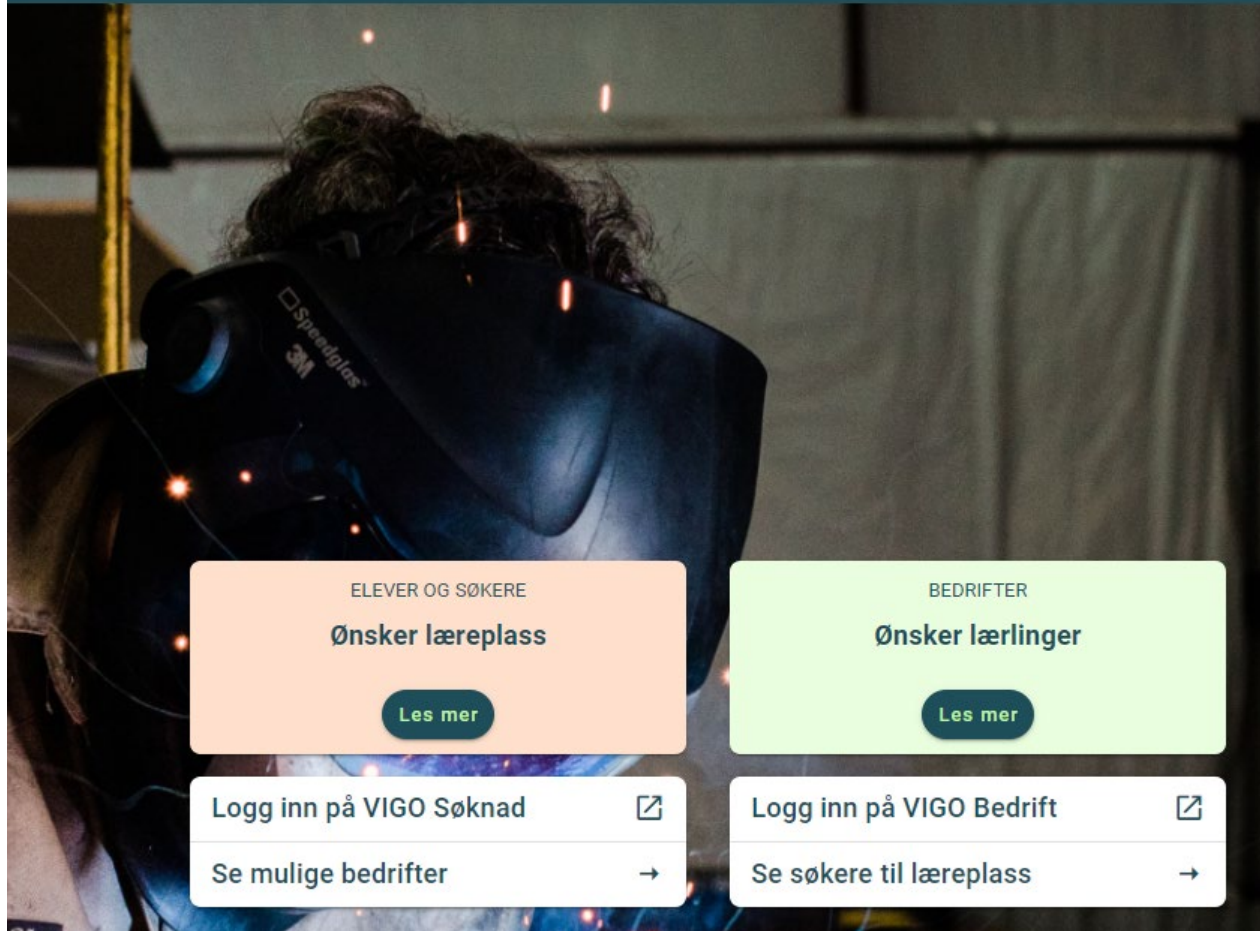 Speedglas™
3M
ELEVER OG SØKERE
Ønsker læreplass
Les mer
Logg inn på VIGO Søknad
Se mulige bedrifter
BEDRIFTER
Ønsker lærlinger
Les mer
Logg inn på VIGO Bedrift
Se søkere til læreplass